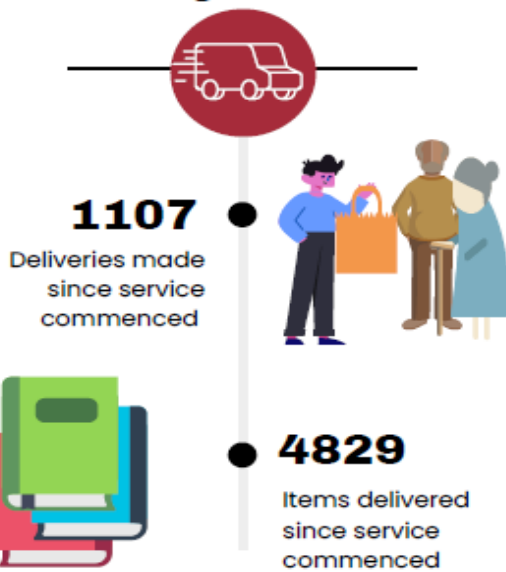 1107
Deliveries made
since service
commenced
4829
Items delivered
since service
commenced